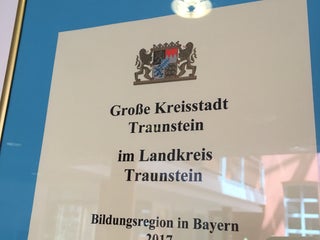 Große Kreisstadt
Traunstein
im Landkreis
Traunstein
Bildungsregion in Bayern
2017